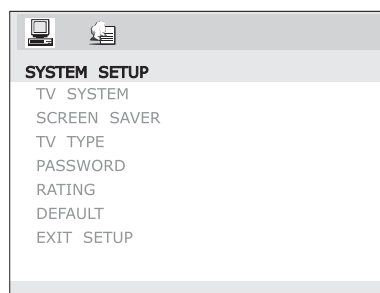 SYSTEM SETUP
TV SYSTEM
SCREEN SAVER
TV TYPE
PASSWORD
RATING
DEFAULT
EXIT SETUP